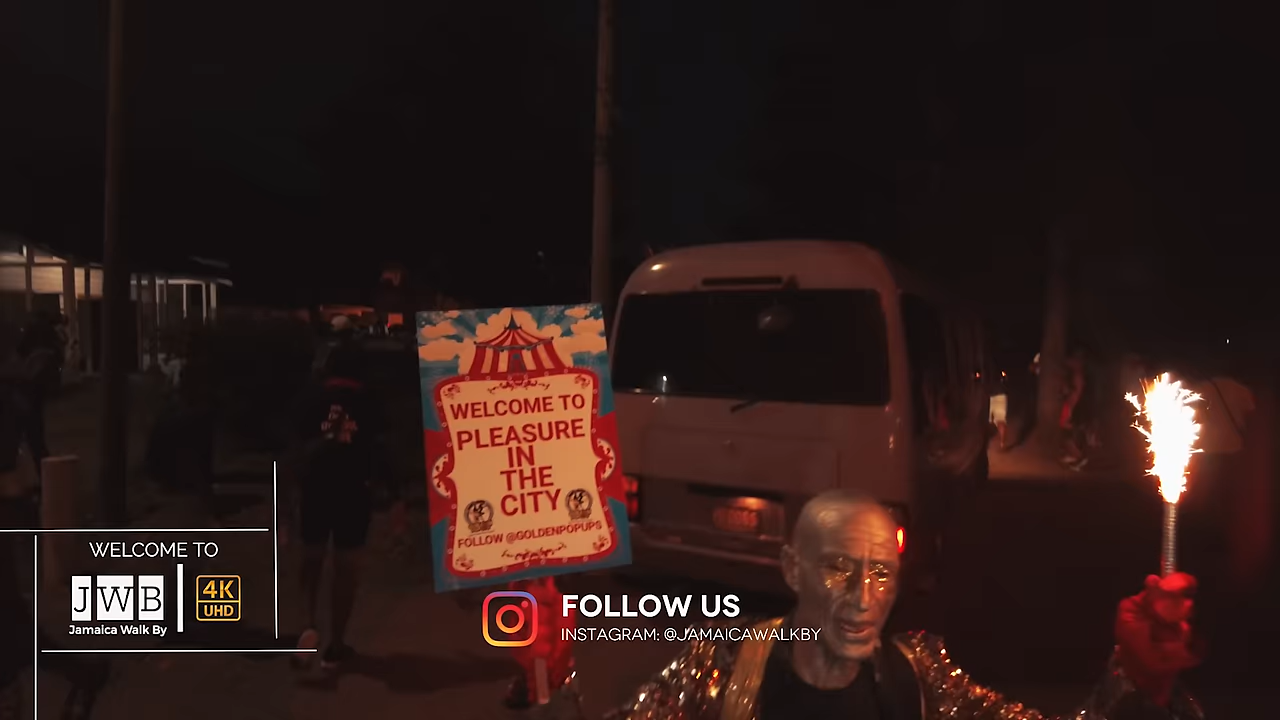 WELCOME TO
PLEASURE
IN
THE
CITY
FOLLOW @GOLDENPOPUPS
WELCOME TO
JWB
4K
UHD
Jamaica Walk By
FOLLOW US
INSTAGRAM: @JAMAICAWALKBY